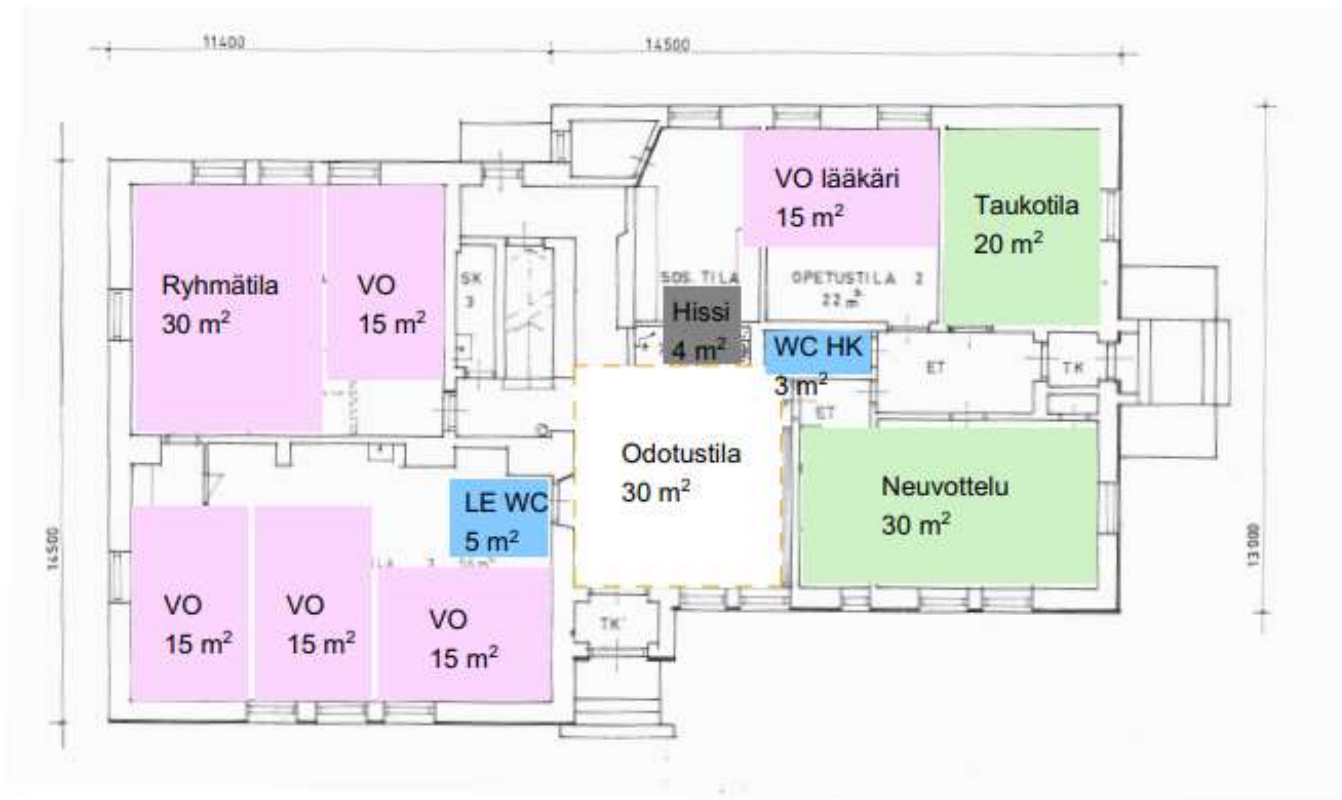 11400
14500
VO lääkäri
15 m²
Taukotila
20 m²
Ryhmätila
30 m²
VO
15 m²
SK
3
SOS. TILA
OPETUSTILA 2
22 m²
Hissi
4 m²
WC HK
3 m²
ET
TK
ET
Odotustila
30 m²
Neuvottelu
30 m²
LE WC
5 m²
14500
13000
VO
15 m²
VO
15 m²
VO
15 m²
TK